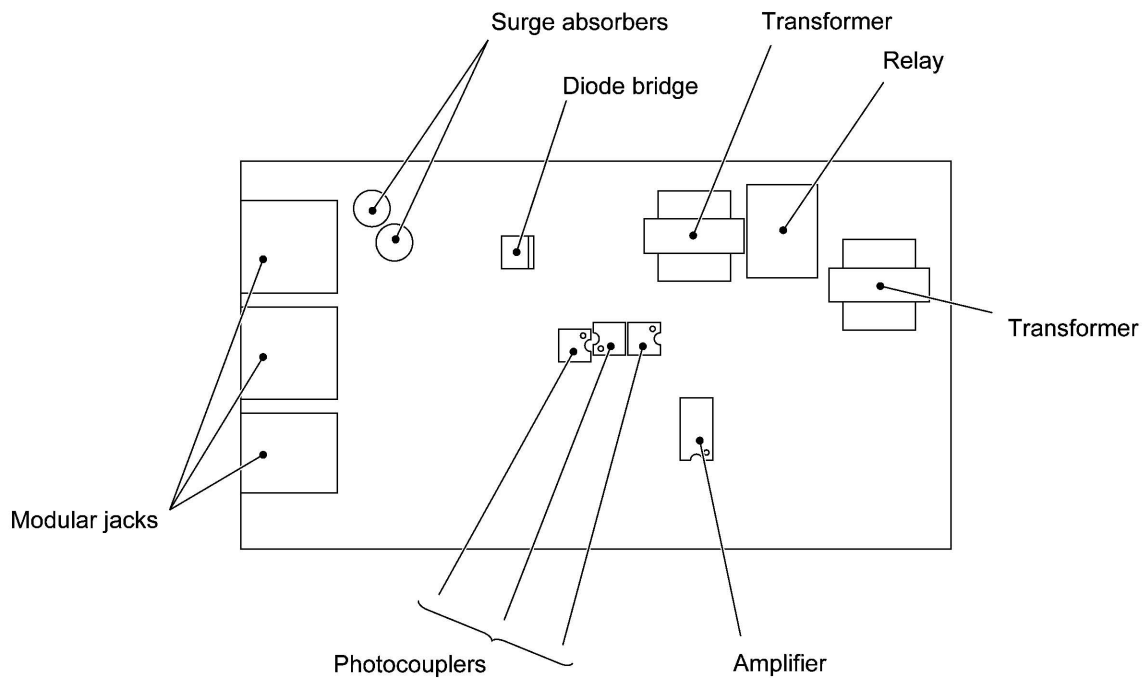 Surge absorbers
Transformer
Relay
Diode bridge
Transformer
Modular jacks
Photocouplers
Amplifier